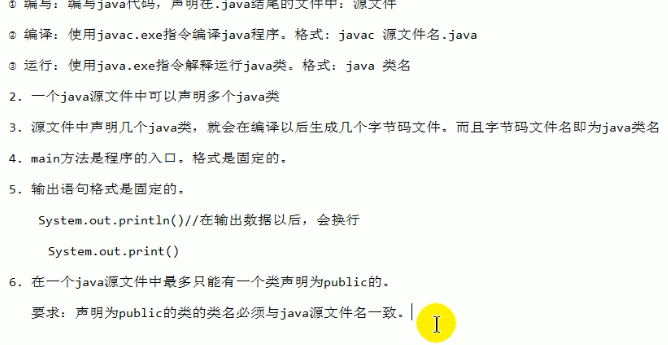 ① 编写：编写java代码，声明在.java结尾的文件中：源文件
② 编译：使用javac.exe指令编译java程序。格式：javac 源文件名.java
③ 运行：使用java.exe指令解释运行java类。格式：java 类名
2. 一个java源文件中可以声明多个java类
3. 源文件中声明几个java类，就会在编译以后生成几个字节码文件。而且字节码文件名即为java类名
4. main方法是程序的入口。格式是固定的。
5. 输出语句格式是固定的。
System.out.println()//在输出数据以后，会换行
System.out.print()
6. 在一个java源文件中最多只能有一个类声明为public的。
要求：声明为public的类的类名必须与java源文件名一致。